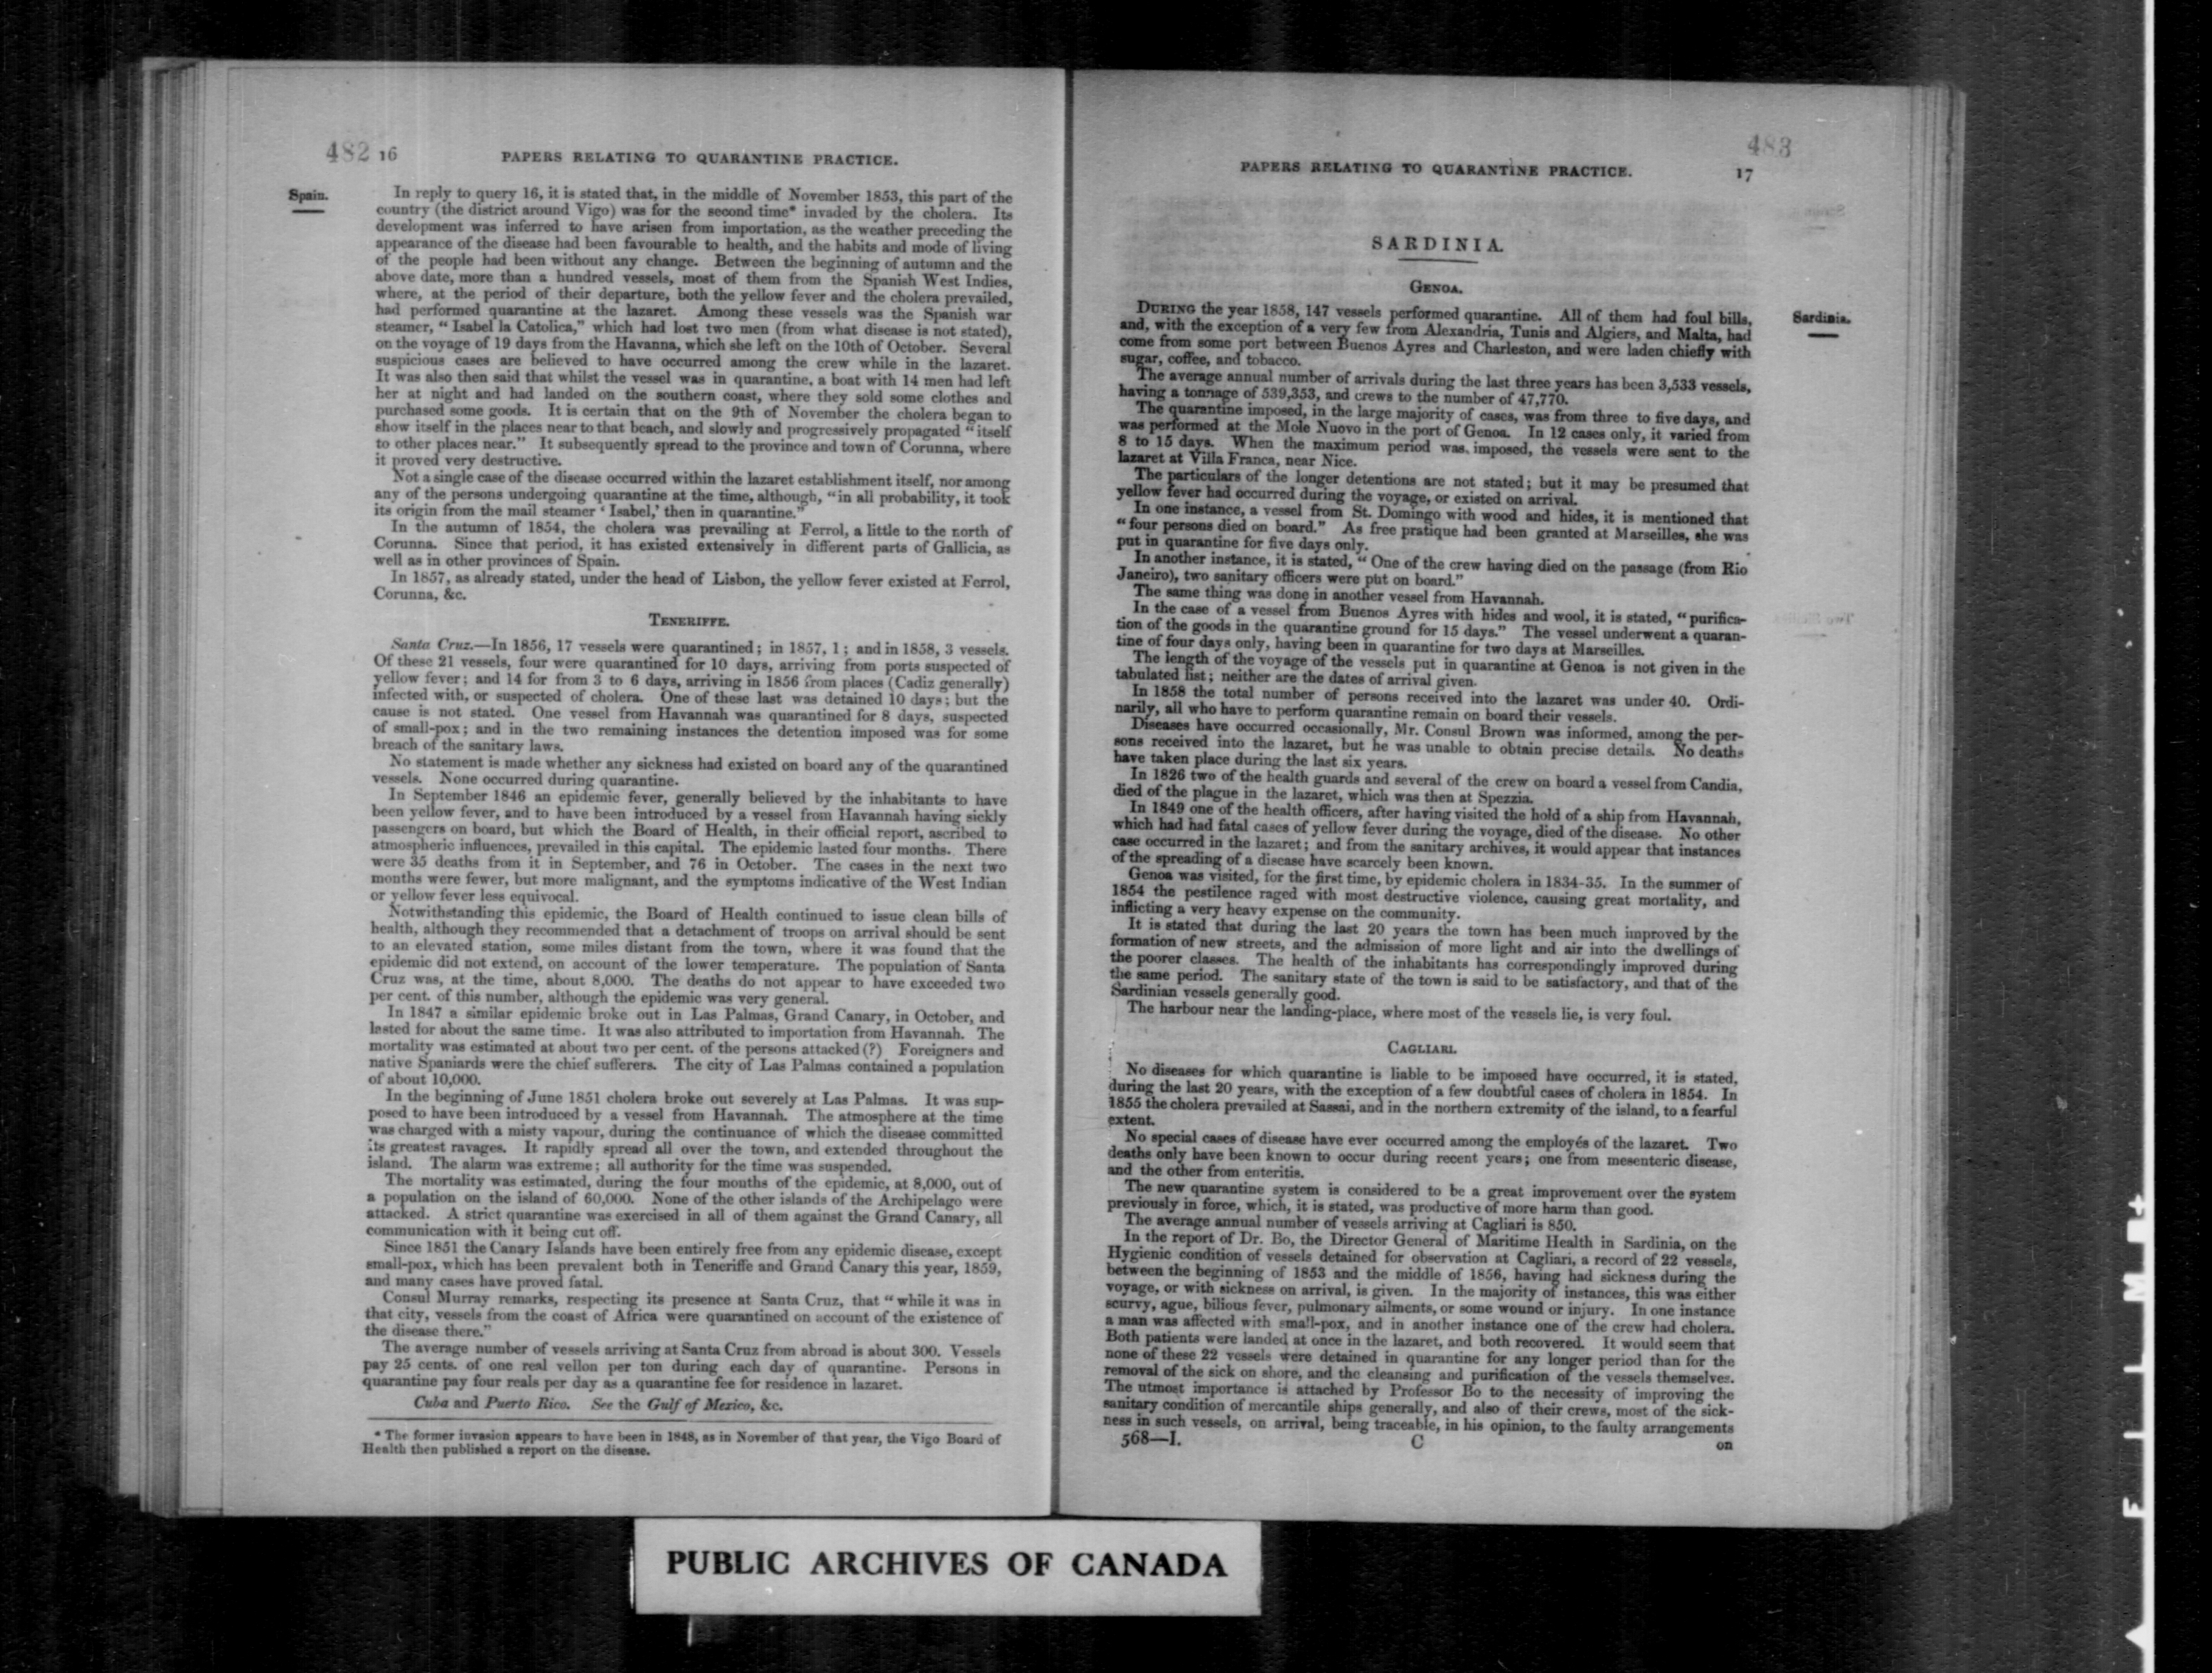 482 16
PAPERS RELATING TO QUARANTINE PRACTICE.
Spain.
In reply to query 16, it is stated that, in the middle of November 1853, this part of the
country (the district around Vigo) was for the second time* invaded by the cholera. Its
development was inferred to have arisen from importation, as the weather preceding the
appearance of the disease had been favourable to health, and the habits and mode of living
of the people had been without any change. Between the beginning of autumn and the
above date, more than a hundred vessels, most of them from the Spanish West Indies,
where, at the period of their departure, both the yellow fever and the cholera prevailed,
had performed quarantine at the lazaret. Among these vessels was the Spanish war
steamer, "Isabel la Catolica," which had lost two men (from what disease is not stated),
on the voyage of 19 days from the Havanna, which she left on the 10th of October. Several
suspicious cases are believed to have occurred among the crew while in the lazaret.
It was also then said that whilst the vessel was in quarantine, a boat with 14 men had left
her at night and had landed on the southern coast, where they sold some clothes and
purchased some goods. It is certain that on the 9th of November the cholera began to
show itself in the places near to that beach, and slowly and progressively propagated "itself
to other places near." It subsequently spread to the province and town of Corunna, where
it proved very destructive.
Not a single case of the disease occurred within the lazaret establishment itself, nor among
any of the persons undergoing quarantine at the time, although, "in all probability, it took
its origin from the mail steamer 'Isabel,' then in quarantine."
In the autumn of 1854, the cholera was prevailing at Ferrol, a little to the north of
Corunna. Since that period, it has existed extensively in different parts of Gallicia, as
well as in other provinces of Spain.
In 1857, as already stated, under the head of Lisbon, the yellow fever existed at Ferrol,
Corunna, &c.
TENERIFFE.
Santa Cruz.—In 1856, 17 vessels were quarantined; in 1857, 1; and in 1858, 3 vessels.
Of these 21 vessels, four were quarantined for 10 days, arriving from ports suspected of
yellow fever; and 14 for from 3 to 6 days, arriving in 1856 from places (Cadiz generally)
infected with, or suspected of cholera. One of these last was detained 10 days; but the
cause is not stated. One vessel from Havannah was quarantined for 8 days, suspected
of small-pox; and in the two remaining instances the detention imposed was for some
breach of the sanitary laws.
No statement is made whether any sickness had existed on board any of the quarantined
vessels. None occurred during quarantine.
In September 1846 an epidemic fever, generally believed by the inhabitants to have
been yellow fever, and to have been introduced by a vessel from Havannah having sickly
passengers on board, but which the Board of Health, in their official report, ascribed to
atmospheric influences, prevailed in this capital. The epidemic lasted four months. There
were 35 deaths from it in September, and 76 in October. The cases in the next two
months were fewer, but more malignant, and the symptoms indicative of the West Indian
or yellow fever less equivocal.
Notwithstanding this epidemic, the Board of Health continued to issue clean bills of
health, although they recommended that a detachment of troops on arrival should be sent
to an elevated station, some miles distant from the town, where it was found that the
epidemic did not extend, on account of the lower temperature. The population of Santa
Cruz was, at the time, about 8,000. The deaths do not appear to have exceeded two
per cent. of this number, although the epidemic was very general.
In 1847 a similar epidemic broke out in Las Palmas, Grand Canary, in October, and
lasted for about the same time. It was also attributed to importation from Havannah. The
mortality was estimated at about two per cent. of the persons attacked (?) Foreigners and
native Spaniards were the chief sufferers. The city of Las Palmas contained a population
of about 10,000.
In the beginning of June 1851 cholera broke out severely at Las Palmas. It was sup-
posed to have been introduced by a vessel from Havannah. The atmosphere at the time
was charged with a misty vapour, during the continuance of which the disease committed
its greatest ravages. It rapidly spread all over the town, and extended throughout the
island. The alarm was extreme; all authority for the time was suspended.
The mortality was estimated, during the four months of the epidemic, at 8,000, out of
a population on the island of 60,000. None of the other islands of the Archipelago were
attacked. A strict quarantine was exercised in all of them against the Grand Canary, all
communication with it being cut off.
Since 1851 the Canary Islands have been entirely free from any epidemic disease, except
small-pox, which has been prevalent both in Teneriffe and Grand Canary this year, 1859,
and many cases have proved fatal.
Consul Murray remarks, respecting its presence at Santa Cruz, that "while it was in
that city, vessels from the coast of Africa were quarantined on account of the existence of
the disease there."
The average number of vessels arriving at Santa Cruz from abroad is about 300. Vessels
pay 25 cents. of one real vellon per ton during each day of quarantine. Persons in
quarantine pay four reals per day as a quarantine fee for residence in lazaret.
Cuba and Puerto Rico. See the Gulf of Mexico, &c.
* The former invasion appears to have been in 1848, as in November of that year, the Vigo Board of
Health then published a report on the disease.
483
PAPERS RELATING TO QUARANTINE PRACTICE. 17
SARDINIA.
GENOA.
Sardinia.
DURING the year 1858, 147 vessels performed quarantine. All of them had foul bills,
and, with the exception of a very few from Alexandria, Tunis and Algiers, and Malta, had
come from some port between Buenos Ayres and Charleston, and were laden chiefly with
sugar, coffee, and tobacco.
The average annual number of arrivals during the last three years has been 3,533 vessels,
having a tonnage of 539,353, and crews to the number of 47,770.
The quarantine imposed, in the large majority of cases, was from three to five days, and
was performed at the Mole Nuovo in the port of Genoa. In 12 cases only, it varied from
8 to 15 days. When the maximum period was imposed, the vessels were sent to the
lazaret at Villa Franca, near Nice.
The particulars of the longer detentions are not stated; but it may be presumed that
yellow fever had occurred during the voyage, or existed on arrival.
In one instance, a vessel from St. Domingo with wood and hides, it is mentioned that
"four persons died on board." As free pratique had been granted at Marseilles, she was
put in quarantine for five days only.
In another instance, it is stated, "One of the crew having died on the passage (from Rio
Janeiro), two sanitary officers were put on board."
The same thing was done in another vessel from Havannah.
In the case of a vessel from Buenos Ayres with hides and wool, it is stated, "purifica-
tion of the goods in the quarantine ground for 15 days." The vessel underwent a quaran-
tine of four days only, having been in quarantine for two days at Marseilles.
The length of the voyage of the vessels put in quarantine at Genoa is not given in the
tabulated list; neither are the dates of arrival given.
In 1858 the total number of persons received into the lazaret was under 40. Ordi-
narily, all who have to perform quarantine remain on board their vessels.
Diseases have occurred occasionally, Mr. Consul Brown was informed, among the per-
sons received into the lazaret, but he was unable to obtain precise details. No deaths
have taken place during the last six years.
In 1826 two of the health guards and several of the crew on board a vessel from Candia,
died of the plague in the lazaret, which was then at Spezzia.
In 1849 one of the health officers, after having visited the hold of a ship from Havannah,
which had had fatal cases of yellow fever during the voyage, died of the disease. No other
case occurred in the lazaret; and from the sanitary archives, it would appear that instances
of the spreading of a disease have scarcely been known.
Genoa was visited, for the first time, by epidemic cholera in 1834-35. In the summer of
1854 the pestilence raged with most destructive violence, causing great mortality, and
inflicting a very heavy expense on the community.
It is stated that during the last 20 years the town has been much improved by the
formation of new streets, and the admission of more light and air into the dwellings of
the poorer classes. The health of the inhabitants has correspondingly improved during
the same period. The sanitary state of the town is said to be satisfactory, and that of the
Sardinian vessels generally good.
The harbour near the landing-place, where most of the vessels lie, is very foul.
CAGLIARI.
No diseases for which quarantine is liable to be imposed have occurred, it is stated,
during the last 20 years, with the exception of a few doubtful cases of cholera in 1854. In
1855 the cholera prevailed at Sassai, and in the northern extremity of the island, to a fearful
extent.
No special cases of disease have ever occurred among the employés of the lazaret. Two
deaths only have been known to occur during recent years; one from mesenteric disease,
and the other from enteritis.
The new quarantine system is considered to be a great improvement over the system
previously in force, which, it is stated, was productive of more harm than good.
The average annual number of vessels arriving at Cagliari is 850.
In the report of Dr. Bo, the Director General of Maritime Health in Sardinia, on the
Hygienic condition of vessels detained for observation at Cagliari, a record of 22 vessels,
between the beginning of 1853 and the middle of 1856, having had sickness during the
voyage, or with sickness on arrival, is given. In the majority of instances, this was either
scurvy, ague, bilious fever, pulmonary ailments, or some wound or injury. In one instance
a man was affected with small-pox, and in another instance one of the crew had cholera.
Both patients were landed at once in the lazaret, and both recovered. It would seem that
none of these 22 vessels were detained in quarantine for any longer period than for the
removal of the sick on shore, and the cleansing and purification of the vessels themselves.
The utmost importance is attached by Professor Bo to the necessity of improving the
sanitary condition of mercantile ships generally, and also of their crews, most of the sick-
ness in such vessels, on arrival, being traceable, in his opinion, to the faulty arrangements
568—I. C on
PUBLIC ARCHIVES OF CANADA